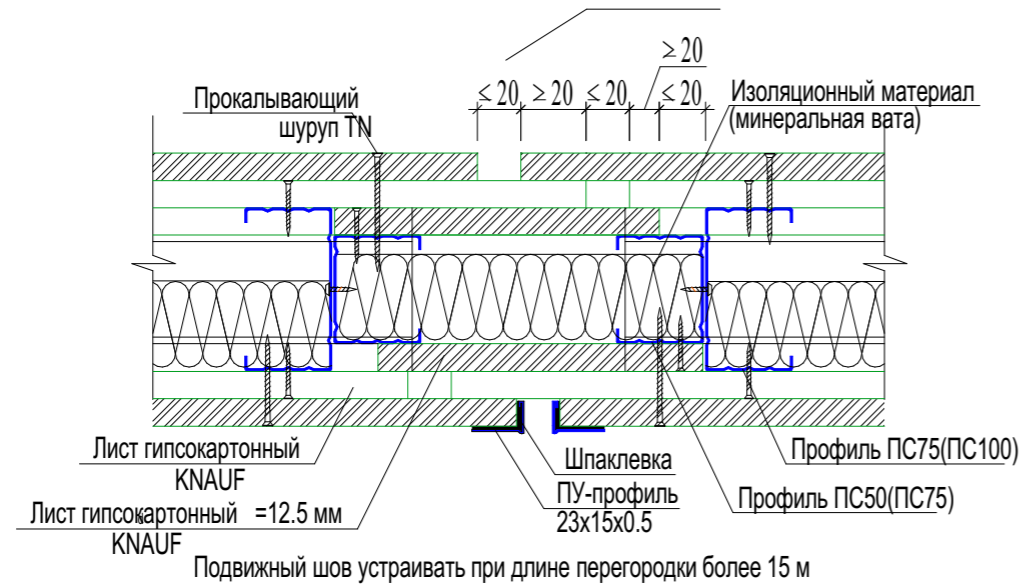 ≥20
≤20 ≥20 ≤20 ≤20
Прокалывающий
шуруп TN
Изоляционный материал
(минеральная вата)
Лист гипсокартонный
KNAUF
Лист гипсокартонный =12.5 мм
KNAUF
Шпаклевка
ПУ-профиль
23x15x0.5
Профиль ПС75(ПС100)
Профиль ПС50(ПС75)
Подвижный шов устраивать при длине перегородки более 15 м